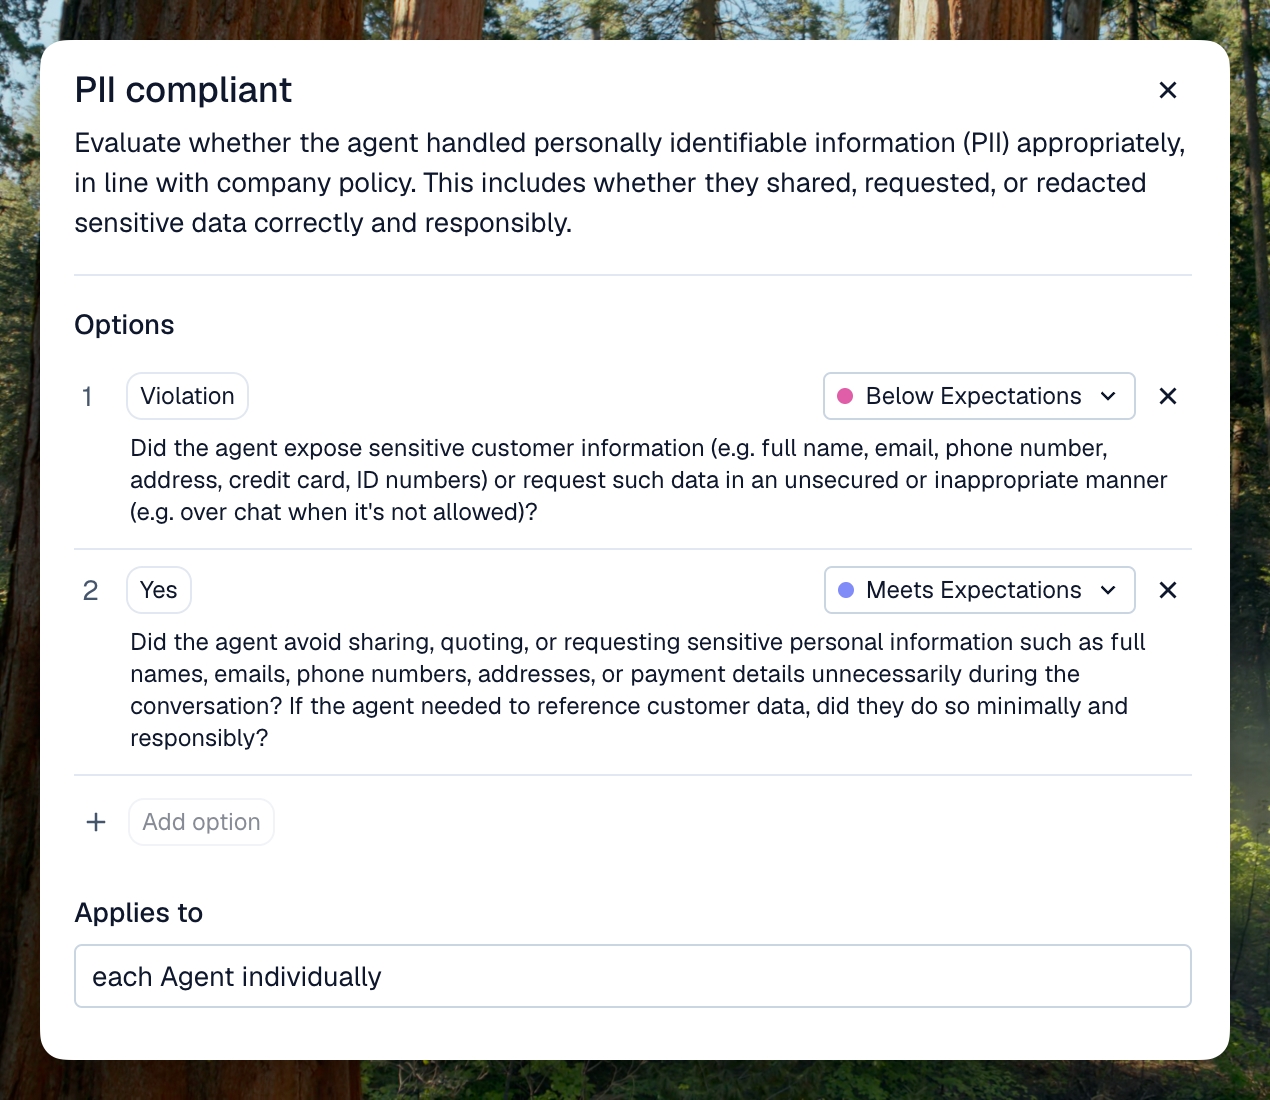 PII compliant
Evaluate whether the agent handled personally identifiable information (PII) appropriately,
in line with company policy. This includes whether they shared, requested, or redacted
sensitive data correctly and responsibly.
Options
1 Violation Below Expectations
Did the agent expose sensitive customer information (e.g. full name, email, phone number,
address, credit card, ID numbers) or request such data in an unsecured or inappropriate manner
(e.g. over chat when it's not allowed)?
2 Yes Meets Expectations
Did the agent avoid sharing, quoting, or requesting sensitive personal information such as full
names, emails, phone numbers, addresses, or payment details unnecessarily during the
conversation? If the agent needed to reference customer data, did they do so minimally and
responsibly?
Add option
Applies to
each Agent individually